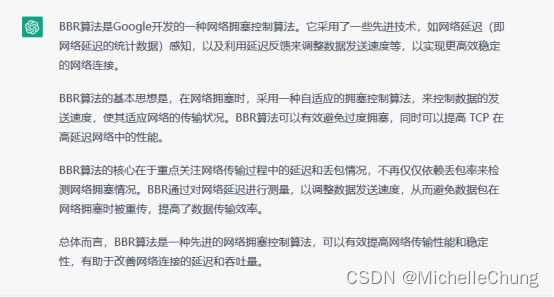 BBR算法是Google开发的一种网络拥塞控制算法。它采用了一些先进技术，如网络延迟（即
网络延迟的统计数据）感知，以及利用延迟反馈来调整数据发送速度等，以实现更高效稳定
的网络连接。
BBR算法的基本思想是，在网络拥塞时，采用一种自适应的拥塞控制算法，来控制数据的发
送速度，使其适应网络的传输状况。BBR算法可以有效避免过度拥塞，同时可以提高 TCP 在
高延迟网络中的性能。
BBR算法的核心在于重点关注网络传输过程中的延迟和丢包情况，不再仅仅依赖丢包率来检
测网络拥塞情况。BBR通过对网络延迟进行测量，以调整数据发送速度，从而避免数据包在
网络拥塞时被重传，提高了数据传输效率。
总体而言，BBR算法是一种先进的网络拥塞控制算法，可以有效提高网络传输性能和稳定
性，有助于改善网络连接的延迟和吞吐量。
CSDN @MichelleChung